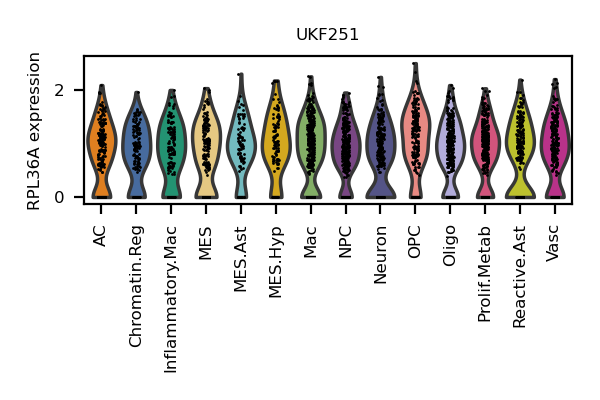 UKF251
RPL36A expression
2
0
AC
Chromatin.Reg
Inflammatory.Mac
MES
MES.Ast
MES.Hyp
Mac
NPC
Neuron
OPC
Oligo
Prolif.Metab
Reactive.Ast
Vasc